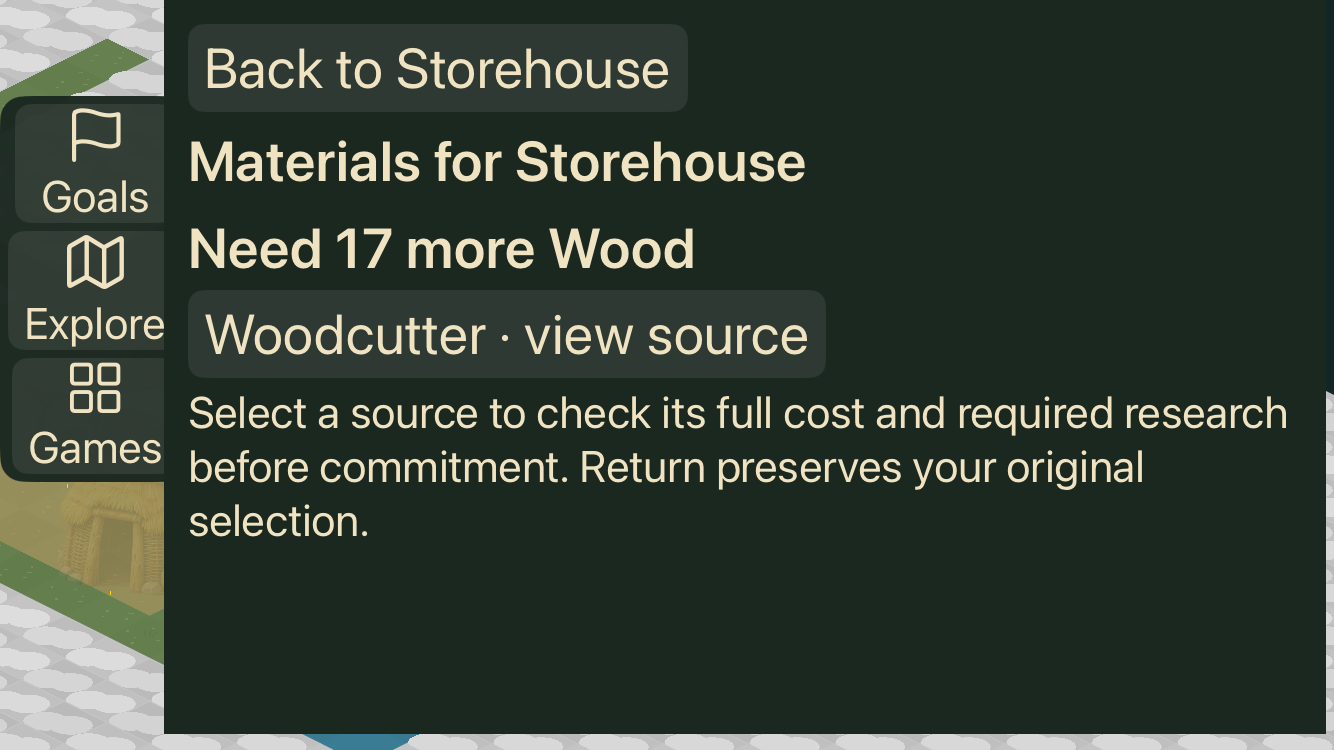 Goals
Explore
Games
Back to Storehouse
Materials for Storehouse
Need 17 more Wood
Woodcutter · view source
Select a source to check its full cost and required research
before commitment. Return preserves your original
selection.